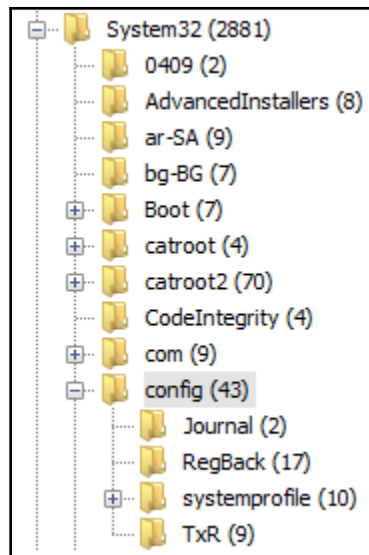 System32 (2881)
0409 (2)
AdvancedInstallers (8)
ar-SA (9)
bg-BG (7)
Boot (7)
catroot (4)
catroot2 (70)
CodeIntegrity (4)
com (9)
config (43)
Journal (2)
RegBack (17)
systemprofile (10)
TxR (9)